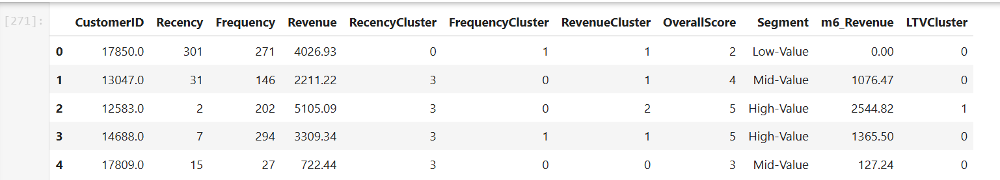 [271]: CustomerID Recency Frequency Revenue RecencyCluster FrequencyCluster RevenueCluster OverallScore Segment m6_Revenue LTVCluster
0 17850.0 301 271 4026.93 0 1 1 2 Low-Value 0.00 0
1 13047.0 31 146 2211.22 3 0 1 4 Mid-Value 1076.47 0
2 12583.0 2 202 5105.09 3 0 2 5 High-Value 2544.82 1
3 14688.0 7 294 3309.34 3 1 1 5 High-Value 1365.50 0
4 17809.0 15 27 722.44 3 0 0 3 Mid-Value 127.24 0